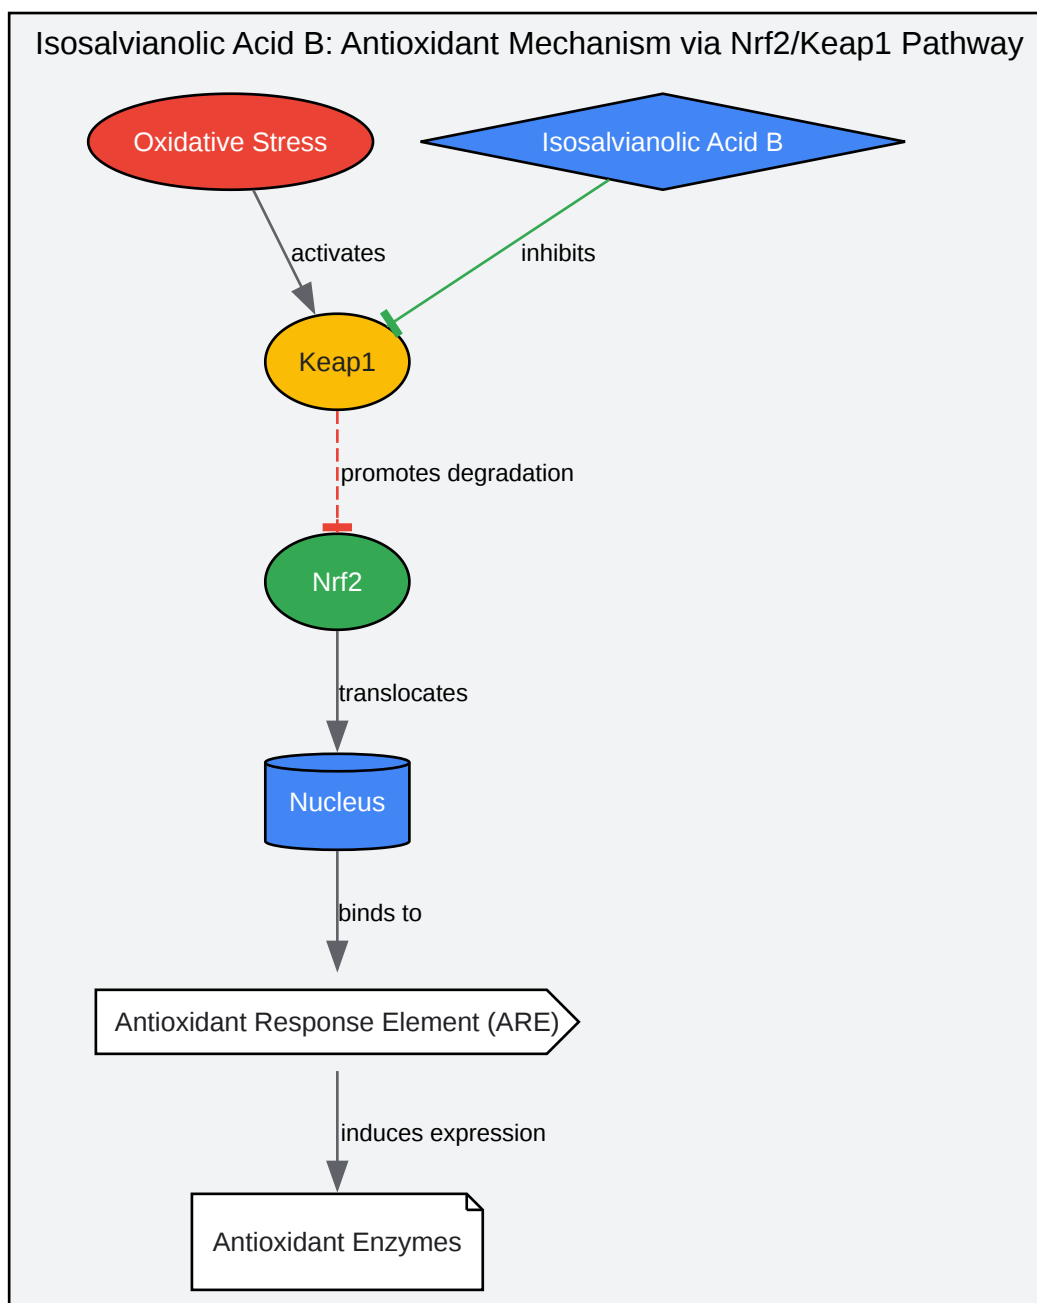 Isosalvianolic Acid B: Antioxidant Mechanism via Nrf2/Keap1 Pathway
Oxidative Stress
Isosalvianolic Acid B
activates
inhibits
Keap1
promotes degradation
Nrf2
translocates
Nucleus
binds to
Antioxidant Response Element (ARE)
induces expression
Antioxidant Enzymes